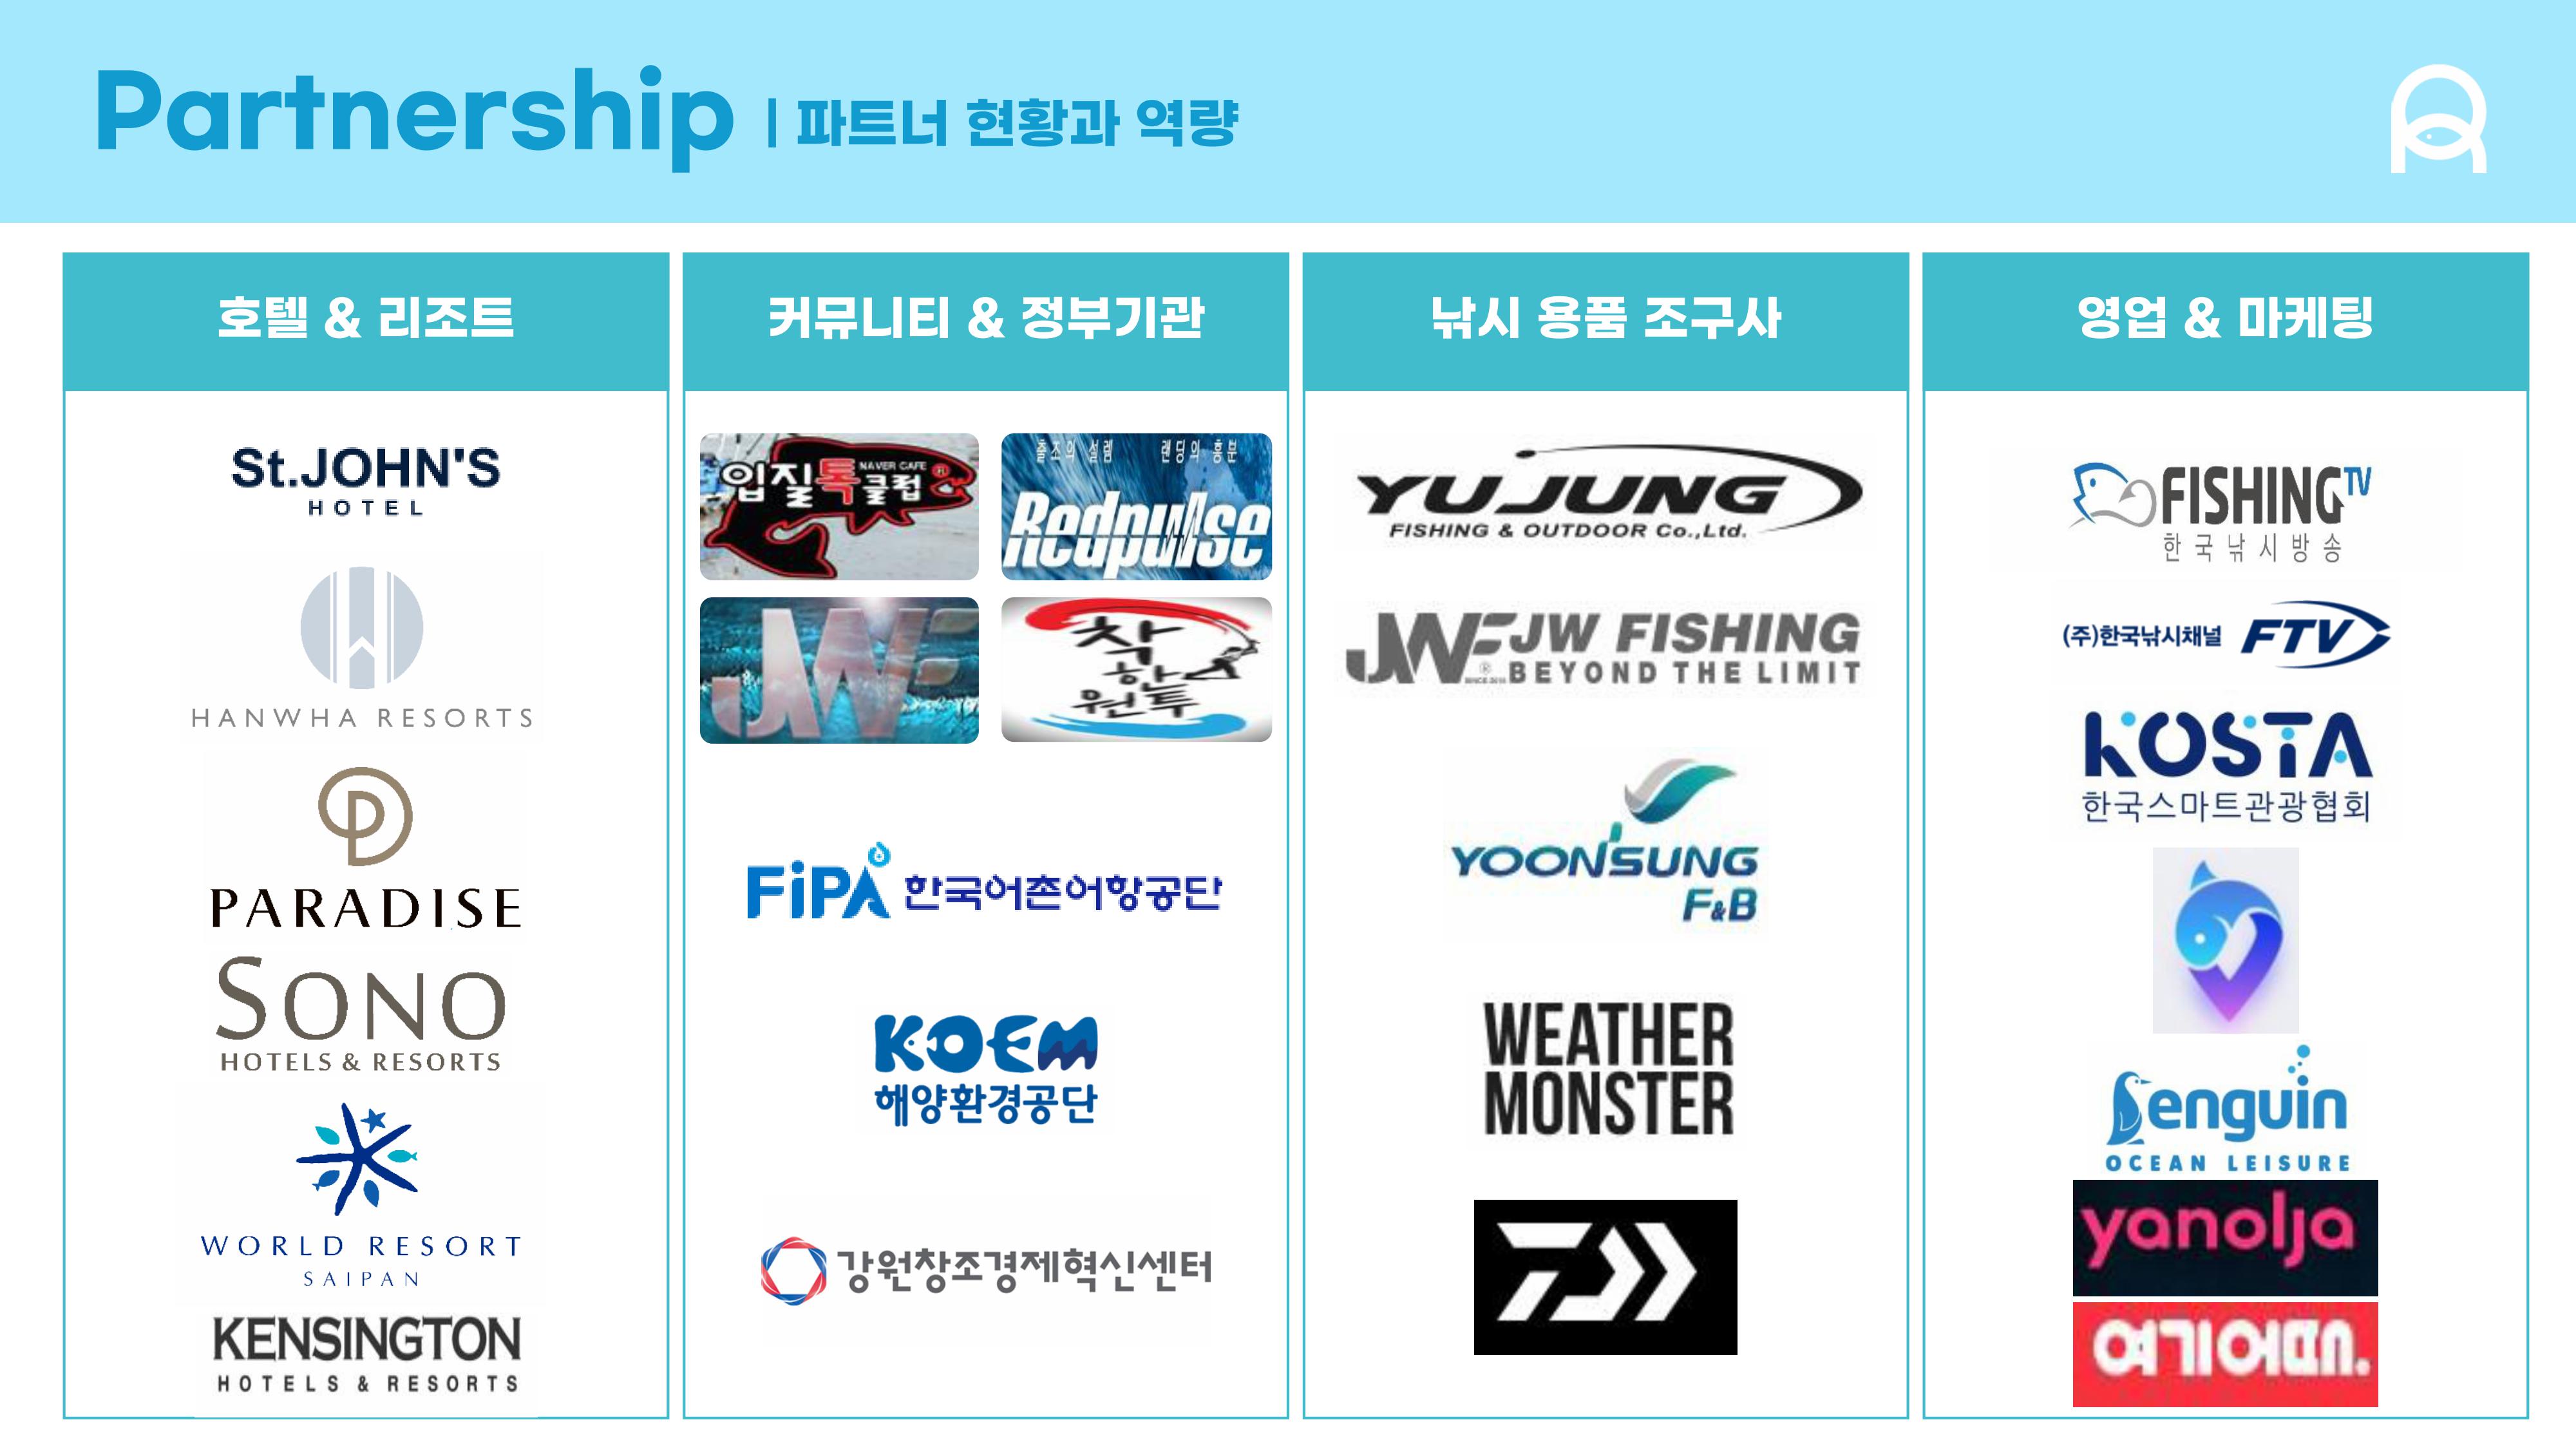 Partnership | 파트너 현황과 역량
호텔 & 리조트
St.JOHN'S
HOTEL
HANWHA RESORTS
PARADISE
SONO
HOTELS & RESORTS
WORLD RESORT
SAIPAN
KENSINGTON
HOTELS & RESORTS
커뮤니티 & 정부기관
입질톡클럽
NAVER CAFE
출조의 설렘 랜딩의 흥분
Redpulse
JWF
착한원투
FiPA 한국어촌어항공단
KOEM
해양환경공단
강원창조경제혁신센터
낚시 용품 조구사
YUJUNG
FISHING & OUTDOOR Co.,Ltd.
JWF JW FISHING
BEYOND THE LIMIT
YOONSUNG
F&B
WEATHER
MONSTER
영업 & 마케팅
FISHING TV
한국낚시방송
(주)한국낚시채널 FTV
KOSTA
한국스마트관광협회
Penguin
OCEAN LEISURE
yanolja
여기어때.